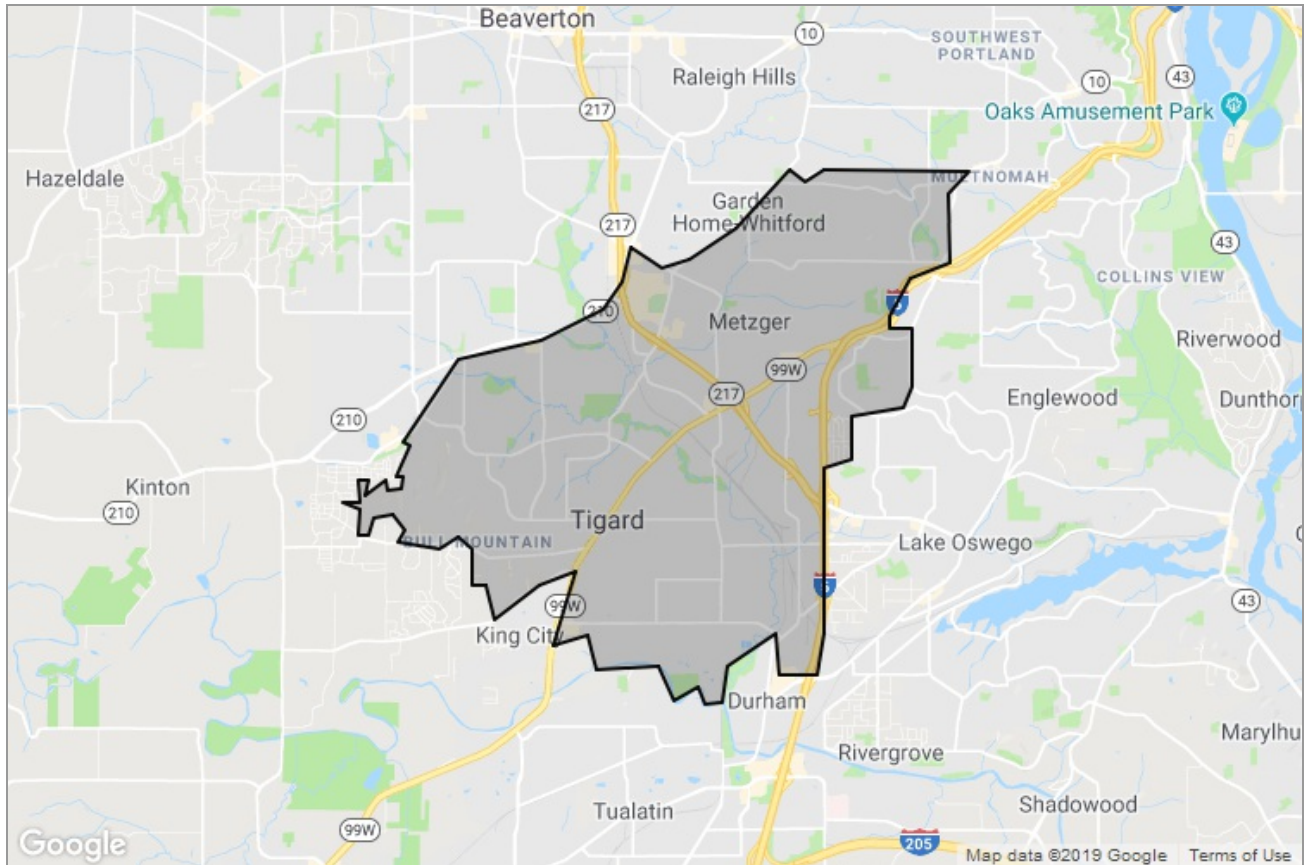 Beaverton
10
SOUTHWEST
PORTLAND
10
43
Raleigh Hills
217
Oaks Amusement Park
Hazeldale
MULTNOMAH
Garden
Home-Whitford
217
43
COLLINS VIEW
210
5
Metzger
Riverwood
99W
217
Englewood
Dunthorp
210
Kinton
210
Tigard
BULL MOUNTAIN
Lake Oswego
5
99W
43
King City
Durham
Rivergrove
Marylhu
Tualatin
Shadowood
99W
205
Google
Map data ©2019 Google
Terms of Use